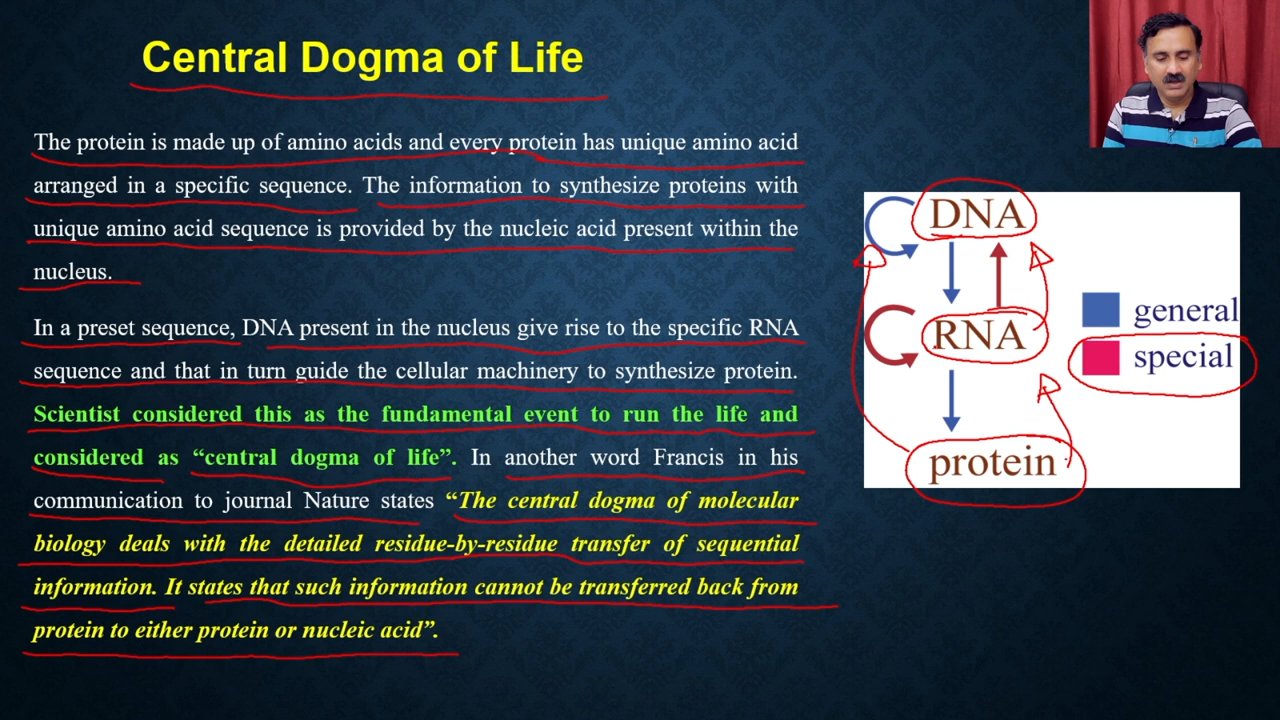 Central Dogma of Life
The protein is made up of amino acids and every protein has unique amino acid
arranged in a specific sequence. The information to synthesize proteins with
unique amino acid sequence is provided by the nucleic acid present within the
nucleus.
In a preset sequence, DNA present in the nucleus give rise to the specific RNA
sequence and that in turn guide the cellular machinery to synthesize protein.
Scientist considered this as the fundamental event to run the life and
considered as “central dogma of life”. In another word Francis in his
communication to journal Nature states “The central dogma of molecular
biology deals with the detailed residue-by-residue transfer of sequential
information. It states that such information cannot be transferred back from
protein to either protein or nucleic acid”.
DNA
RNA
protein
general
special